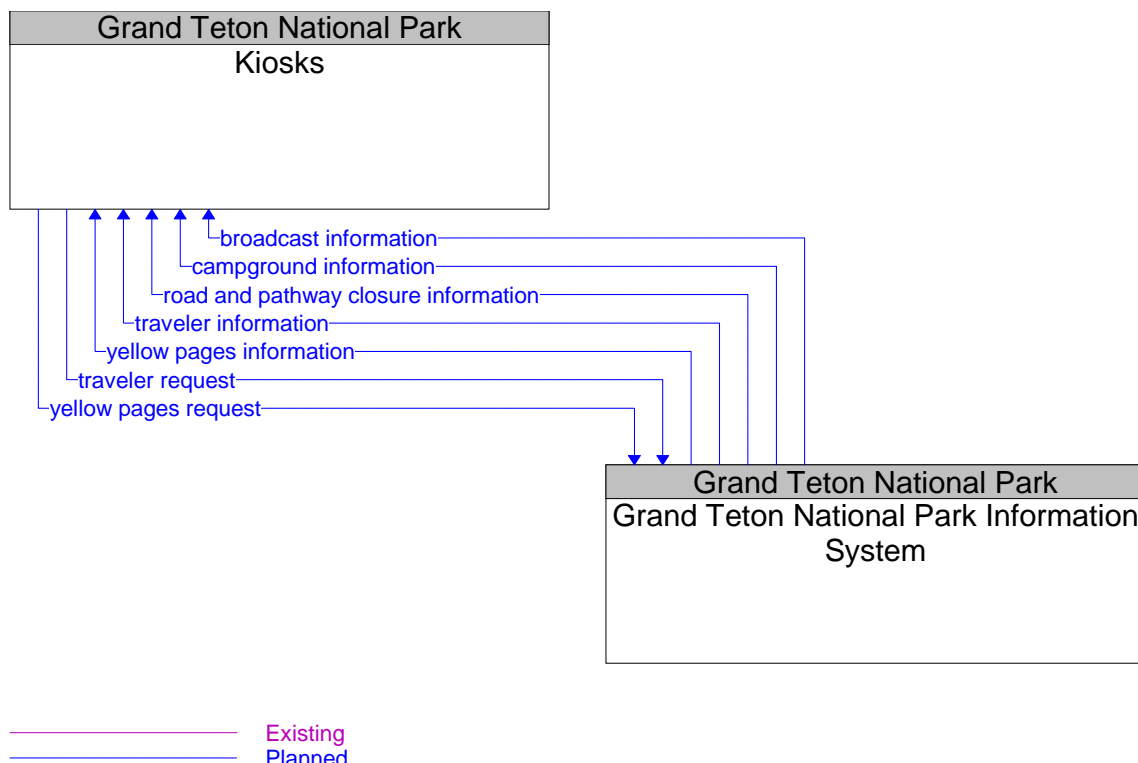 Grand Teton National Park
Kiosks
broadcast information
campground information
road and pathway closure information
traveler information
yellow pages information
traveler request
yellow pages request
Grand Teton National Park
Grand Teton National Park Information
System
Existing
Planned